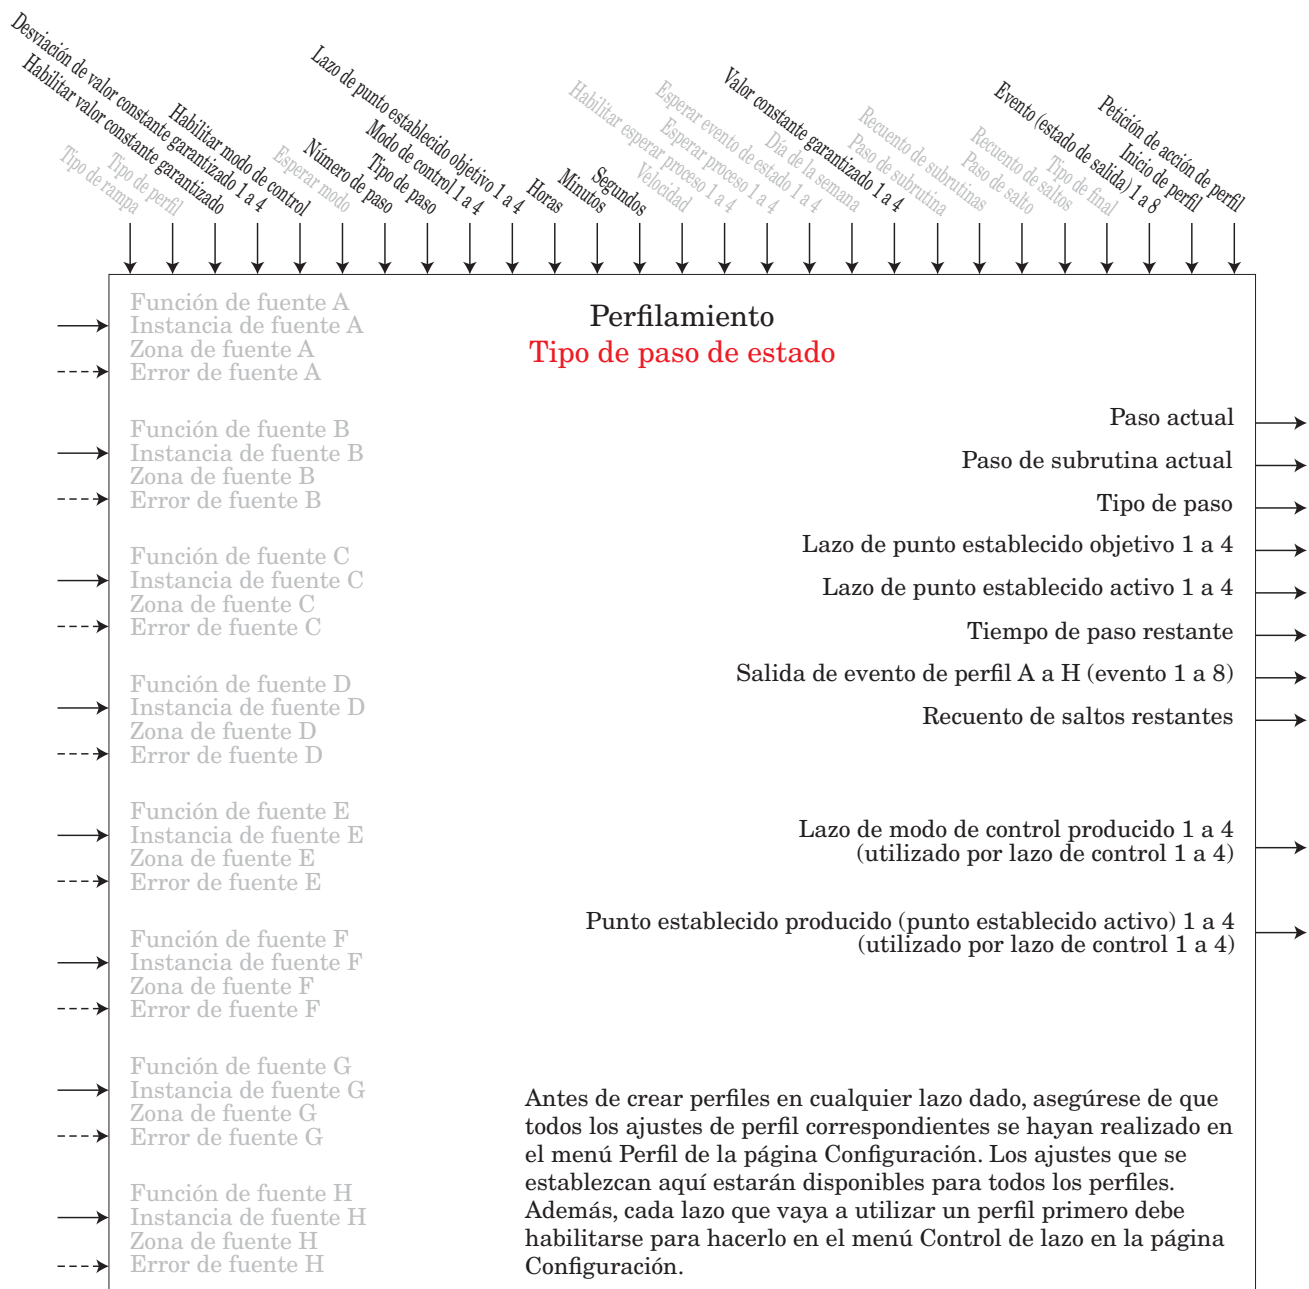 Desviación de valor constante garantizado 1 a 4
Habilitar valor constante garantizado
Tipo de rampa
Tipo de perfil
Habilitar modo de control
Esperar modo
Número de paso
Tipo de paso
Modo de control 1 a 4
Lazo de punto establecido objetivo 1 a 4
Horas
Minutos
Segundos
Velocidad
Habilitar esperar proceso 1 a 4
Esperar proceso 1 a 4
Esperar evento de estado 1 a 4
Día de la semana
Valor constante garantizado 1 a 4
Paso de subrutina
Recuento de subrutinas
Paso de salto
Recuento de saltos
Tipo de final
Evento (estado de salida) 1 a 8
Inicio de perfil
Petición de acción de perfil
Perfilamiento
Tipo de paso de estado
Función de fuente A
Instancia de fuente A
Zona de fuente A
Error de fuente A
Función de fuente B
Instancia de fuente B
Zona de fuente B
Error de fuente B
Función de fuente C
Instancia de fuente C
Zona de fuente C
Error de fuente C
Función de fuente D
Instancia de fuente D
Zona de fuente D
Error de fuente D
Función de fuente E
Instancia de fuente E
Zona de fuente E
Error de fuente E
Función de fuente F
Instancia de fuente F
Zona de fuente F
Error de fuente F
Función de fuente G
Instancia de fuente G
Zona de fuente G
Error de fuente G
Función de fuente H
Instancia de fuente H
Zona de fuente H
Error de fuente H
Paso actual
Paso de subrutina actual
Tipo de paso
Lazo de punto establecido objetivo 1 a 4
Lazo de punto establecido activo 1 a 4
Tiempo de paso restante
Salida de evento de perfil A a H (evento 1 a 8)
Recuento de saltos restantes
Lazo de modo de control producido 1 a 4
(utilizado por lazo de control 1 a 4)
Punto establecido producido (punto establecido activo) 1 a 4
(utilizado por lazo de control 1 a 4)
Antes de crear perfiles en cualquier lazo dado, asegúrese de que
todos los ajustes de perfil correspondientes se hayan realizado en
el menú Perfil de la página Configuración. Los ajustes que se
establezcan aquí estarán disponibles para todos los perfiles.
Además, cada lazo que vaya a utilizar un perfil primero debe
habilitarse para hacerlo en el menú Control de lazo en la página
Configuración.